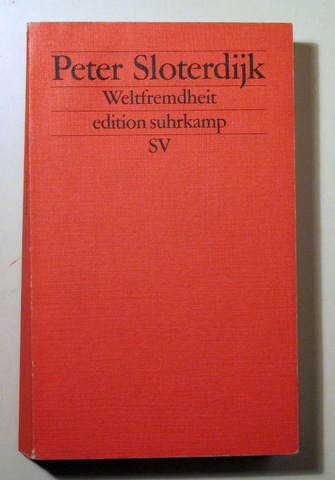 Peter Sloterdijk
Weltfremdheit
edition suhrkamp
SV